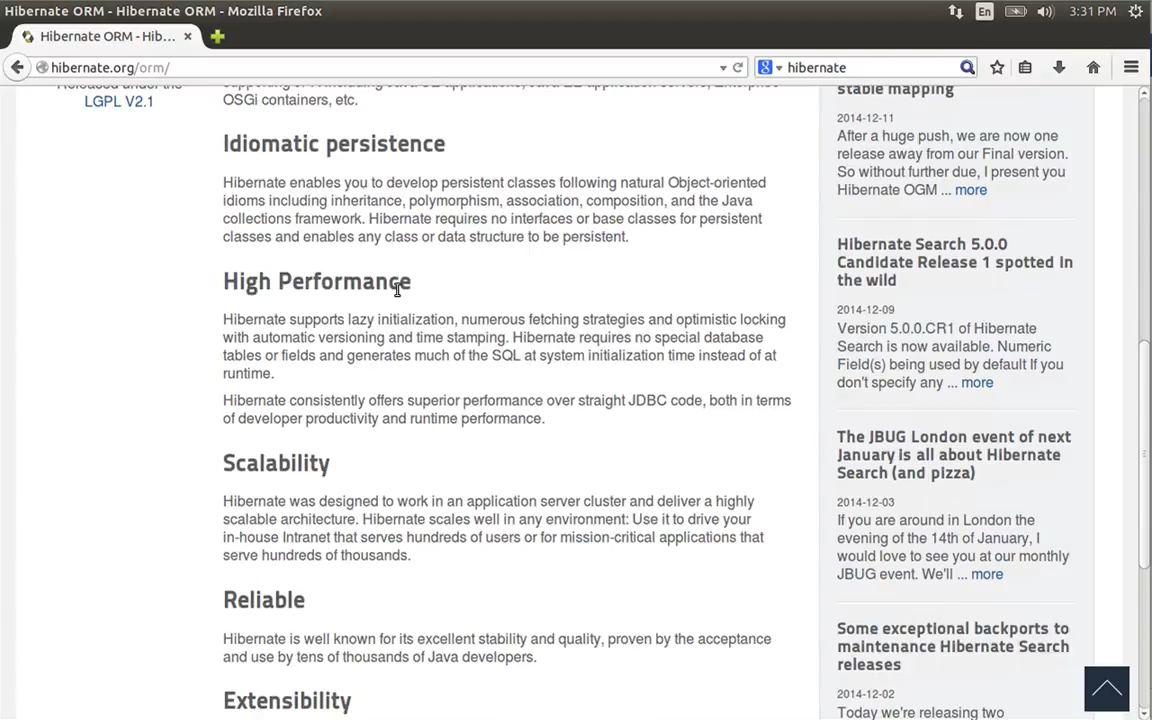 Hibernate ORM - Hibernate ORM - Mozilla Firefox
En
3:31 PM
Hibernate ORM - Hib...
hibernate.org/orm/
hibernate
Released under the
LGPL V2.1
OSGi containers, etc.
Idiomatic persistence
Hibernate enables you to develop persistent classes following natural Object-oriented
idioms including inheritance, polymorphism, association, composition, and the Java
collections framework. Hibernate requires no interfaces or base classes for persistent
classes and enables any class or data structure to be persistent.
High Performance
Hibernate supports lazy initialization, numerous fetching strategies and optimistic locking
with automatic versioning and time stamping. Hibernate requires no special database
tables or fields and generates much of the SQL at system initialization time instead of at
runtime.
Hibernate consistently offers superior performance over straight JDBC code, both in terms
of developer productivity and runtime performance.
Scalability
Hibernate was designed to work in an application server cluster and deliver a highly
scalable architecture. Hibernate scales well in any environment: Use it to drive your
in-house Intranet that serves hundreds of users or for mission-critical applications that
serve hundreds of thousands.
Reliable
Hibernate is well known for its excellent stability and quality, proven by the acceptance
and use by tens of thousands of Java developers.
Extensibility
stable mapping
2014-12-11
After a huge push, we are now one
release away from our Final version.
So without further due, I present you
Hibernate OGM ... more
Hibernate Search 5.0.0
Candidate Release 1 spotted in
the wild
2014-12-09
Version 5.0.0.CR1 of Hibernate
Search is now available. Numeric
Field(s) being used by default If you
don't specify any ... more
The JBUG London event of next
January is all about Hibernate
Search (and pizza)
2014-12-03
If you are around in London the
evening of the 14th of January, I
would love to see you at our monthly
JBUG event. We'll ... more
Some exceptional backports to
maintenance Hibernate Search
releases
2014-12-02
Today we're releasing two